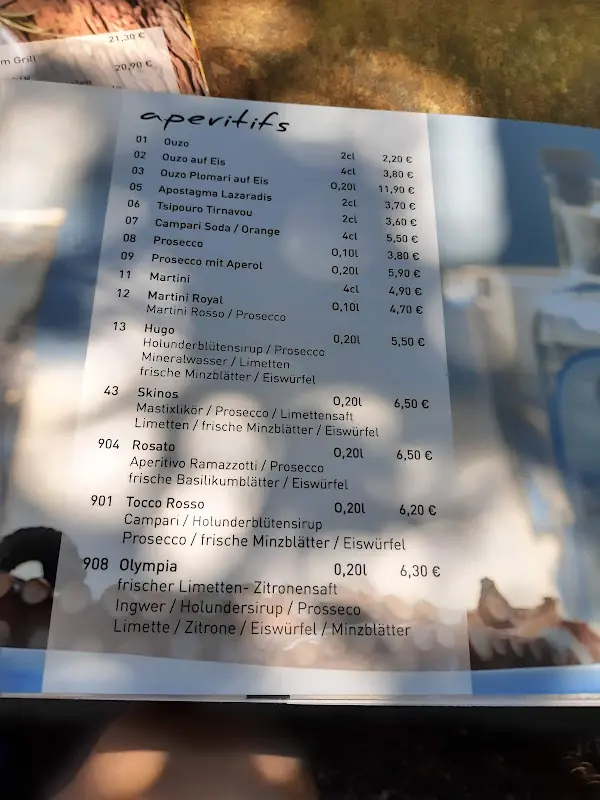 21,30 €
m Grill
20,90 €
aperitifs
01 Ouzo 2cl 2,20 €
02 Ouzo auf Eis 4cl 3,80 €
03 Ouzo Plomari auf Eis 0,20l 11,90 €
05 Apostagma Lazaradis 2cl 3,70 €
06 Tsipouro Tirnavou 2cl 3,60 €
07 Campari Soda / Orange 4cl 5,50 €
08 Prosecco 0,10l 3,80 €
09 Prosecco mit Aperol 0,20l 5,90 €
11 Martini 4cl 4,90 €
12 Martini Royal 0,10l 4,70 €
Martini Rosso / Prosecco
13 Hugo 0,20l 5,50 €
Holunderblütensirup / Prosecco
Mineralwasser / Limetten
frische Minzblätter / Eiswürfel
43 Skinos 0,20l 6,50 €
Mastixlikör / Prosecco / Limettensaft
Limetten / frische Minzblätter / Eiswürfel
904 Rosato 0,20l 6,50 €
Aperitivo Ramazzotti / Prosecco
frische Basilikumblätter / Eiswürfel
901 Tocco Rosso 0,20l 6,20 €
Campari / Holunderblütensirup
Prosecco / frische Minzblätter / Eiswürfel
908 Olympia 0,20l 6,30 €
frischer Limetten- Zitronensaft
Ingwer / Holundersirup / Prosseco
Limette / Zitrone / Eiswürfel / Minzblätter